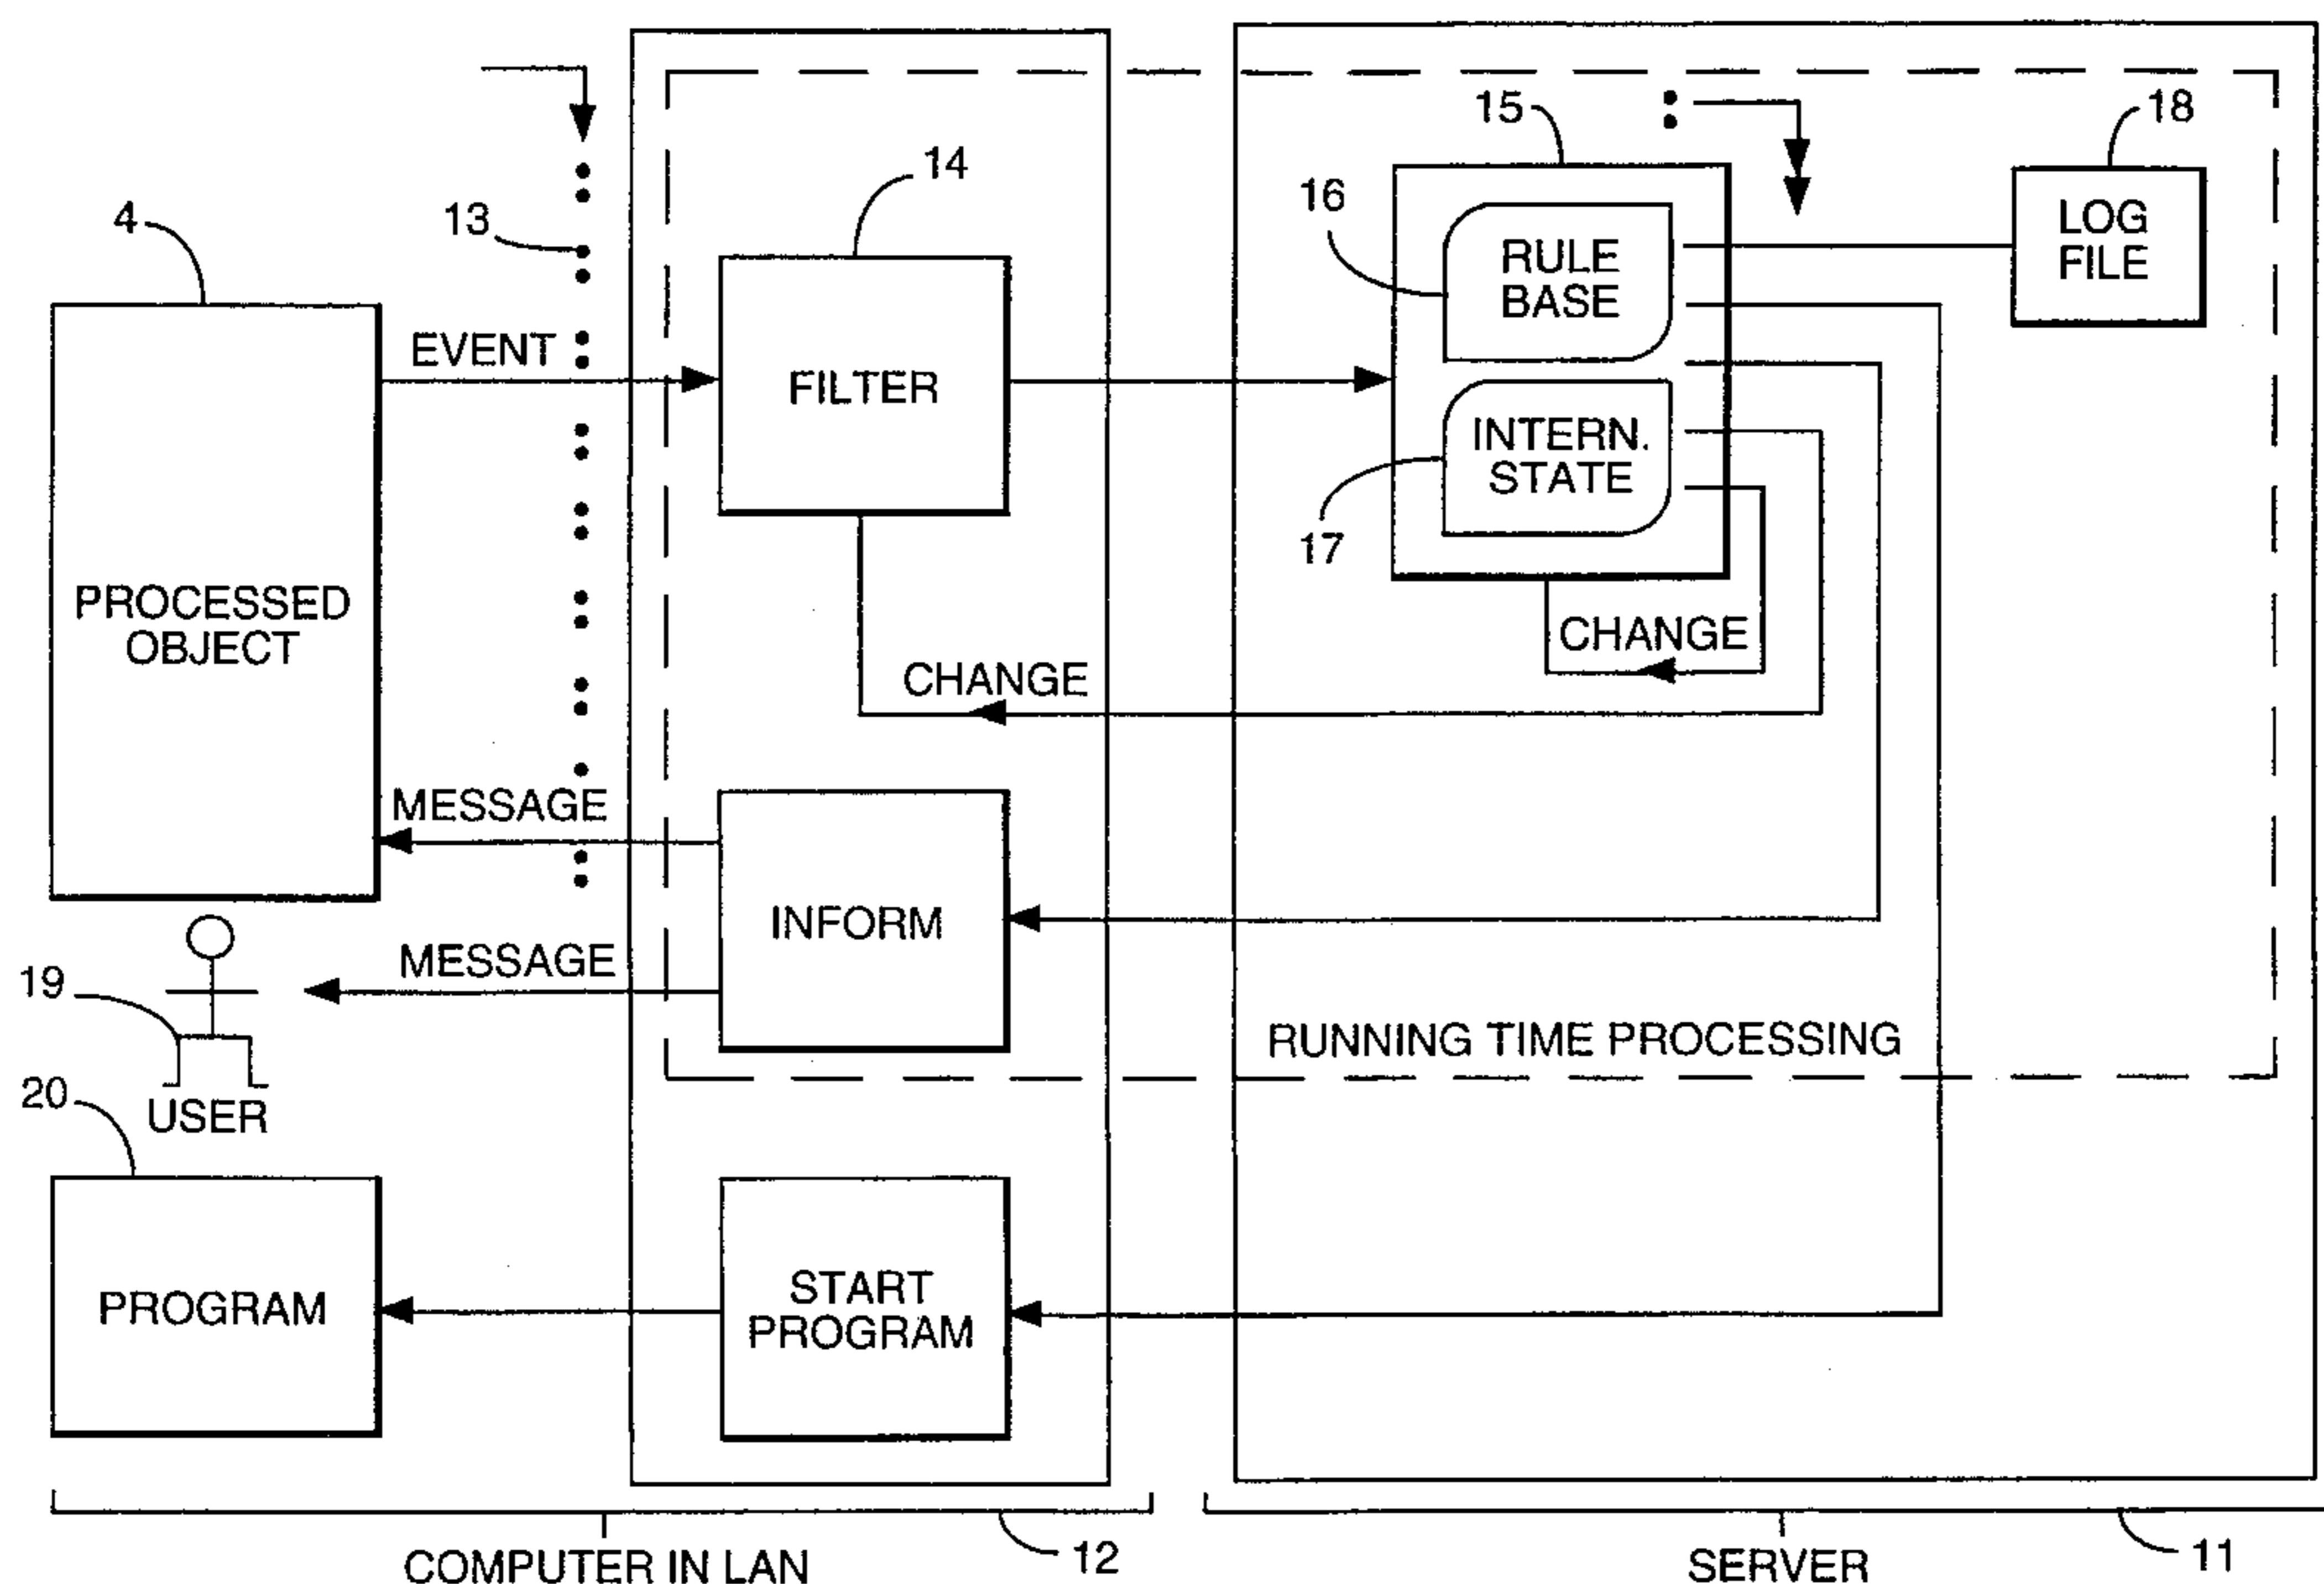 15
18
14
16
4
13
RULE
BASE
LOG
FILE
EVENT
FILTER
INTERN.
STATE
17
PROCESSED
OBJECT
CHANGE
CHANGE
MESSAGE
INFORM
MESSAGE
19
RUNNING TIME PROCESSING
20
USER
PROGRAM
START
PROGRAM
12
11
COMPUTER IN LAN
SERVER